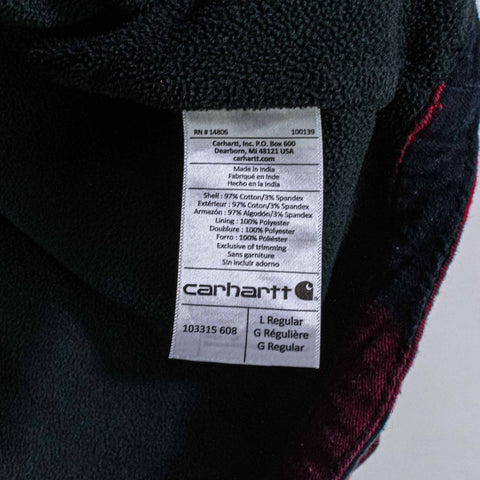 RN # 14806 100139
Carhartt, Inc. P.O. Box 600
Dearborn, Mi 48121 USA
carhartt.com
Made in India
Fabriqué en Inde
Hecho en la India
Shell : 97% Cotton/3% Spandex
Extérieur : 97% Coton/3% Spandex
Armazón : 97% Algodón/3% Spandex
Lining : 100% Polyester
Doublure : 100% Polyester
Forro : 100% Poliéster
Exclusive of trimming
Sans garniture
Sin incluir adorno
carhartt
103315 608
L Regular
G Régulière
G Regular